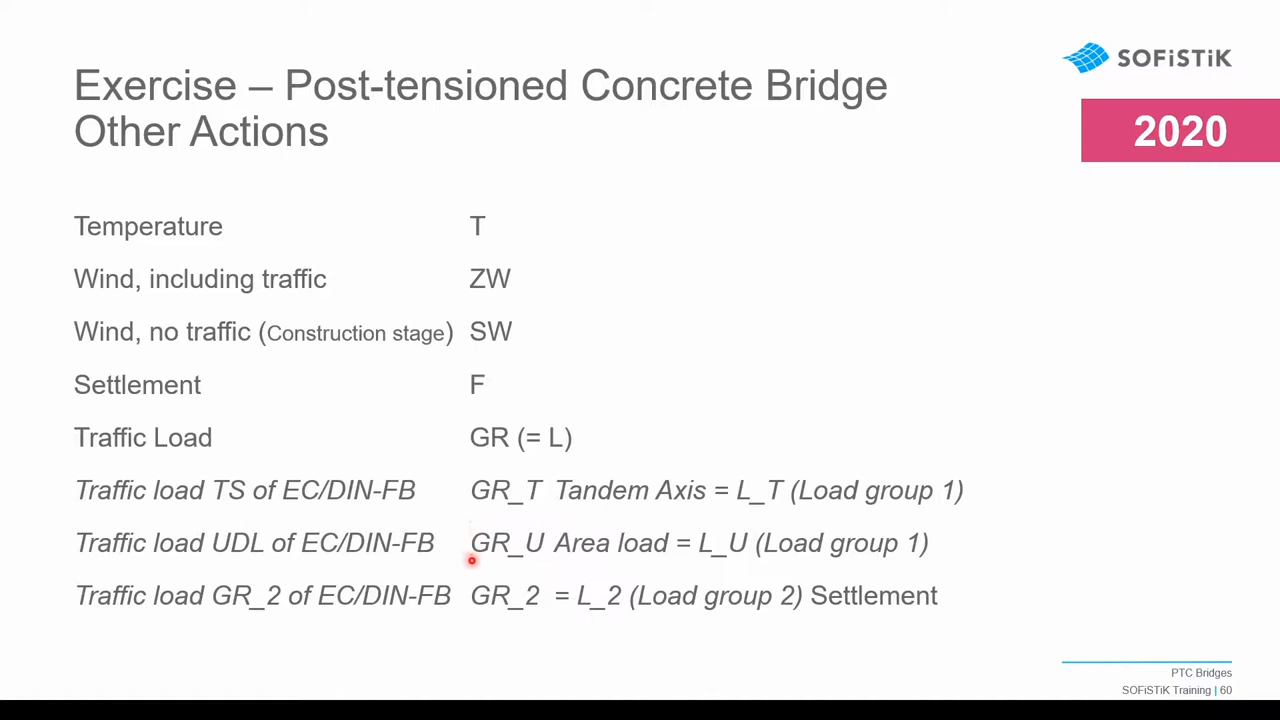 SOFiSTiK
Exercise – Post-tensioned Concrete Bridge
Other Actions
2020
Temperature T
Wind, including traffic ZW
Wind, no traffic (Construction stage) SW
Settlement F
Traffic Load GR (= L)
Traffic load TS of EC/DIN-FB GR_T Tandem Axis = L_T (Load group 1)
Traffic load UDL of EC/DIN-FB GR_U Area load = L_U (Load group 1)
Traffic load GR_2 of EC/DIN-FB GR_2 = L_2 (Load group 2) Settlement
PTC Bridges
SOFiSTiK Training | 60